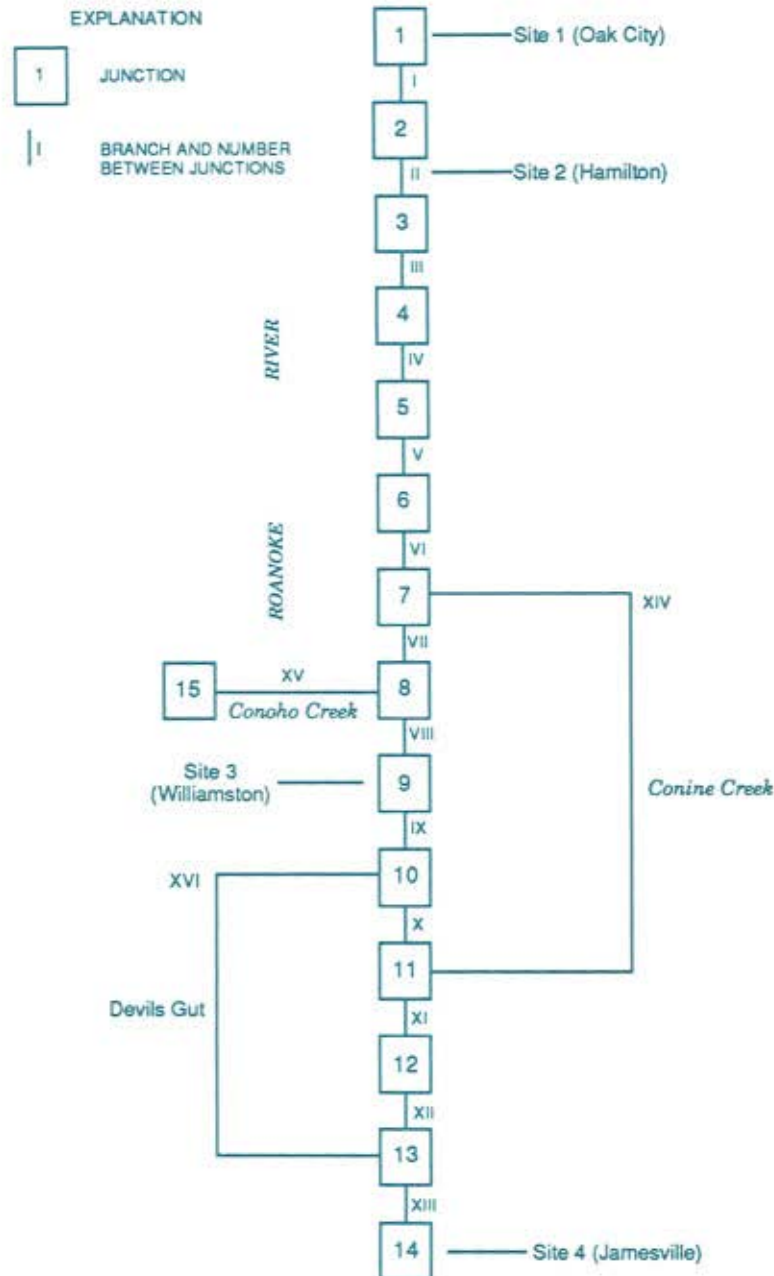 EXPLANATION
1
JUNCTION
I
BRANCH AND NUMBER
BETWEEN JUNCTIONS
1
Site 1 (Oak City)
I
2
II
Site 2 (Hamilton)
3
III
RIVER
4
IV
5
V
6
ROANOKE
VI
7
XIV
VII
15
XV
8
Conoho Creek
VIII
Site 3
(Williamston)
9
Conine Creek
IX
XVI
10
X
11
Devils Gut
XI
12
XII
13
XIII
14
Site 4 (Jamesville)